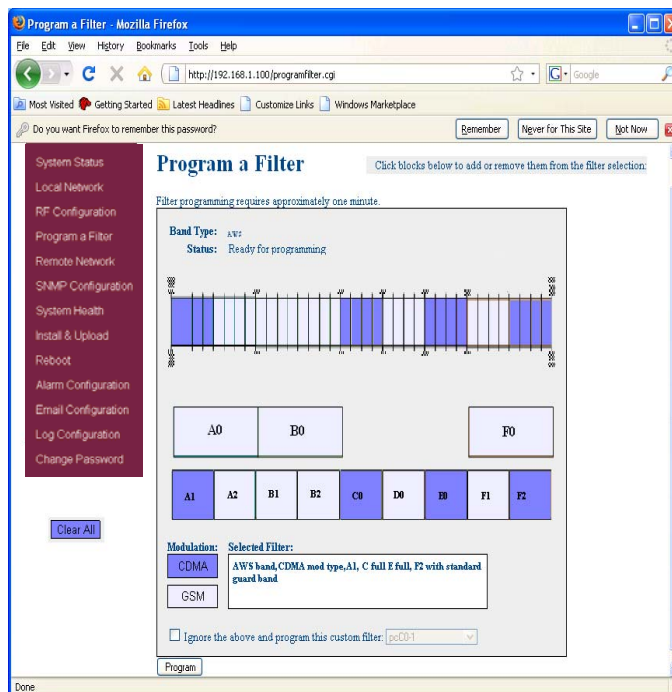 Program a Filter - Mozilla Firefox
File Edit View History Bookmarks Tools Help
http://192.168.1.100/programfilter.cgi
G Google
Most Visited Getting Started Latest Headlines Customize Links Windows Marketplace
Do you want Firefox to remember this password? Remember Never for This Site Not Now
System Status
Local Network
RF Configuration
Program a Filter
Remote Network
SNMP Configuration
System Health
Install & Upload
Reboot
Alarm Configuration
Email Configuration
Log Configuration
Change Password
Clear All
Program a Filter
Click blocks below to add or remove them from the filter selection:
Filter programming requires approximately one minute.
Band Type: AWS
Status: Ready for programming
A0 B0 F0
A1 A2 B1 B2 C0 D0 E0 F1 F2
Modulation: Selected Filter:
CDMA
GSM
AWS band,CDMA mod type,A1, C full E full, F2 with standard
guard band
Ignore the above and program this custom filter: pcC0-1
Program
Done